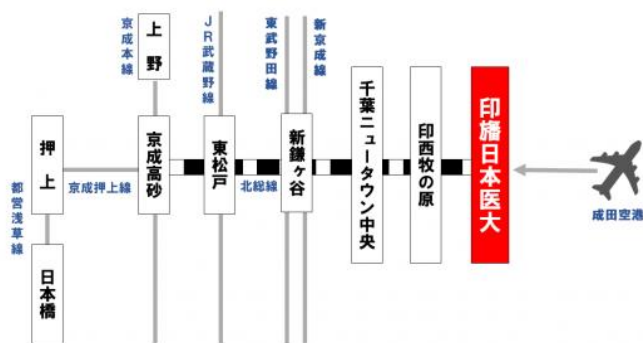 京成本線
上野
JR武蔵野線
東武野田線
新京成線
押上
京成押上線
京成高砂
東松戸
北総線
新鎌ヶ谷
千葉ニュータウン中央
印西牧の原
印旛日本医大
成田空港
都営浅草線
日本橋